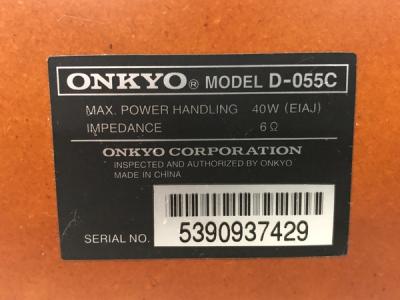 ONKYO® MODEL D-055C
MAX. POWER HANDLING 40W (EIAJ)
IMPEDANCE 6Ω
ONKYO CORPORATION
INSPECTED AND AUTHORIZED BY ONKYO
MADE IN CHINA
SERIAL NO. 5390937429